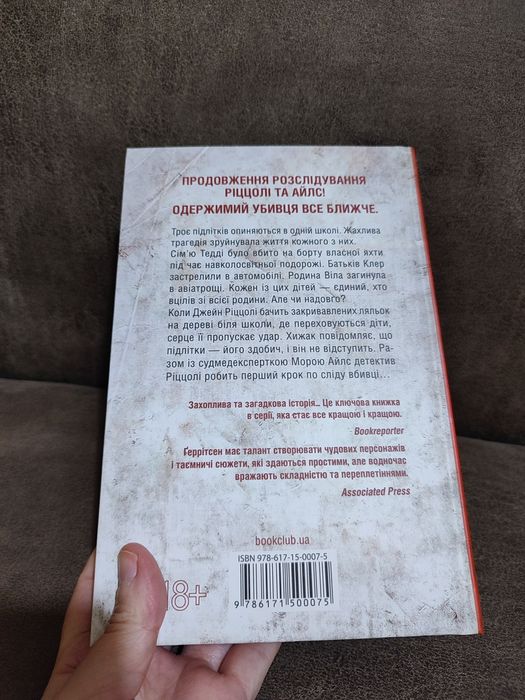 ПРОДОВЖЕННЯ РОЗСЛІДУВАННЯ
РІЦЦОЛІ ТА АЙЛС!
ОДЕРЖИМИЙ УБИВЦЯ ВСЕ БЛИЖЧЕ.
Троє підлітків опиняються в одній школі. Жахлива
трагедія зруйнувала життя кожного з них.
Сім'ю Тедді було вбито на борту власної яхти
під час навколосвітньої подорожі. Батьків Клер
застрелили в автомобілі. Родина Віла загинула
в авіатрощі. Кожен із цих дітей — єдиний, хто
вцілів зі всієї родини. Але чи надовго?
Коли Джейн Ріццолі бачить закривавлених ляльок
на дереві біля школи, де переховуються діти,
серце її пропускає удар. Хижак повідомляє, що
підлітки — його здобич, і він не відступить. Ра-
зом із судмедексперткою Морою Айлс детектив
Ріццолі робить перший крок по сліду вбивці...
Захоплива та загадкова історія... Це ключова книжка
в серії, яка стає все кращою і кращою.
Bookreporter
Ґеррітсен має талант створювати чудових персонажів
і таємничі сюжети, які здаються простими, але водночас
вражають складністю та переплетіннями.
Associated Press
bookclub.ua
ISBN 978-617-15-0007-5
18+
9 786171 500075